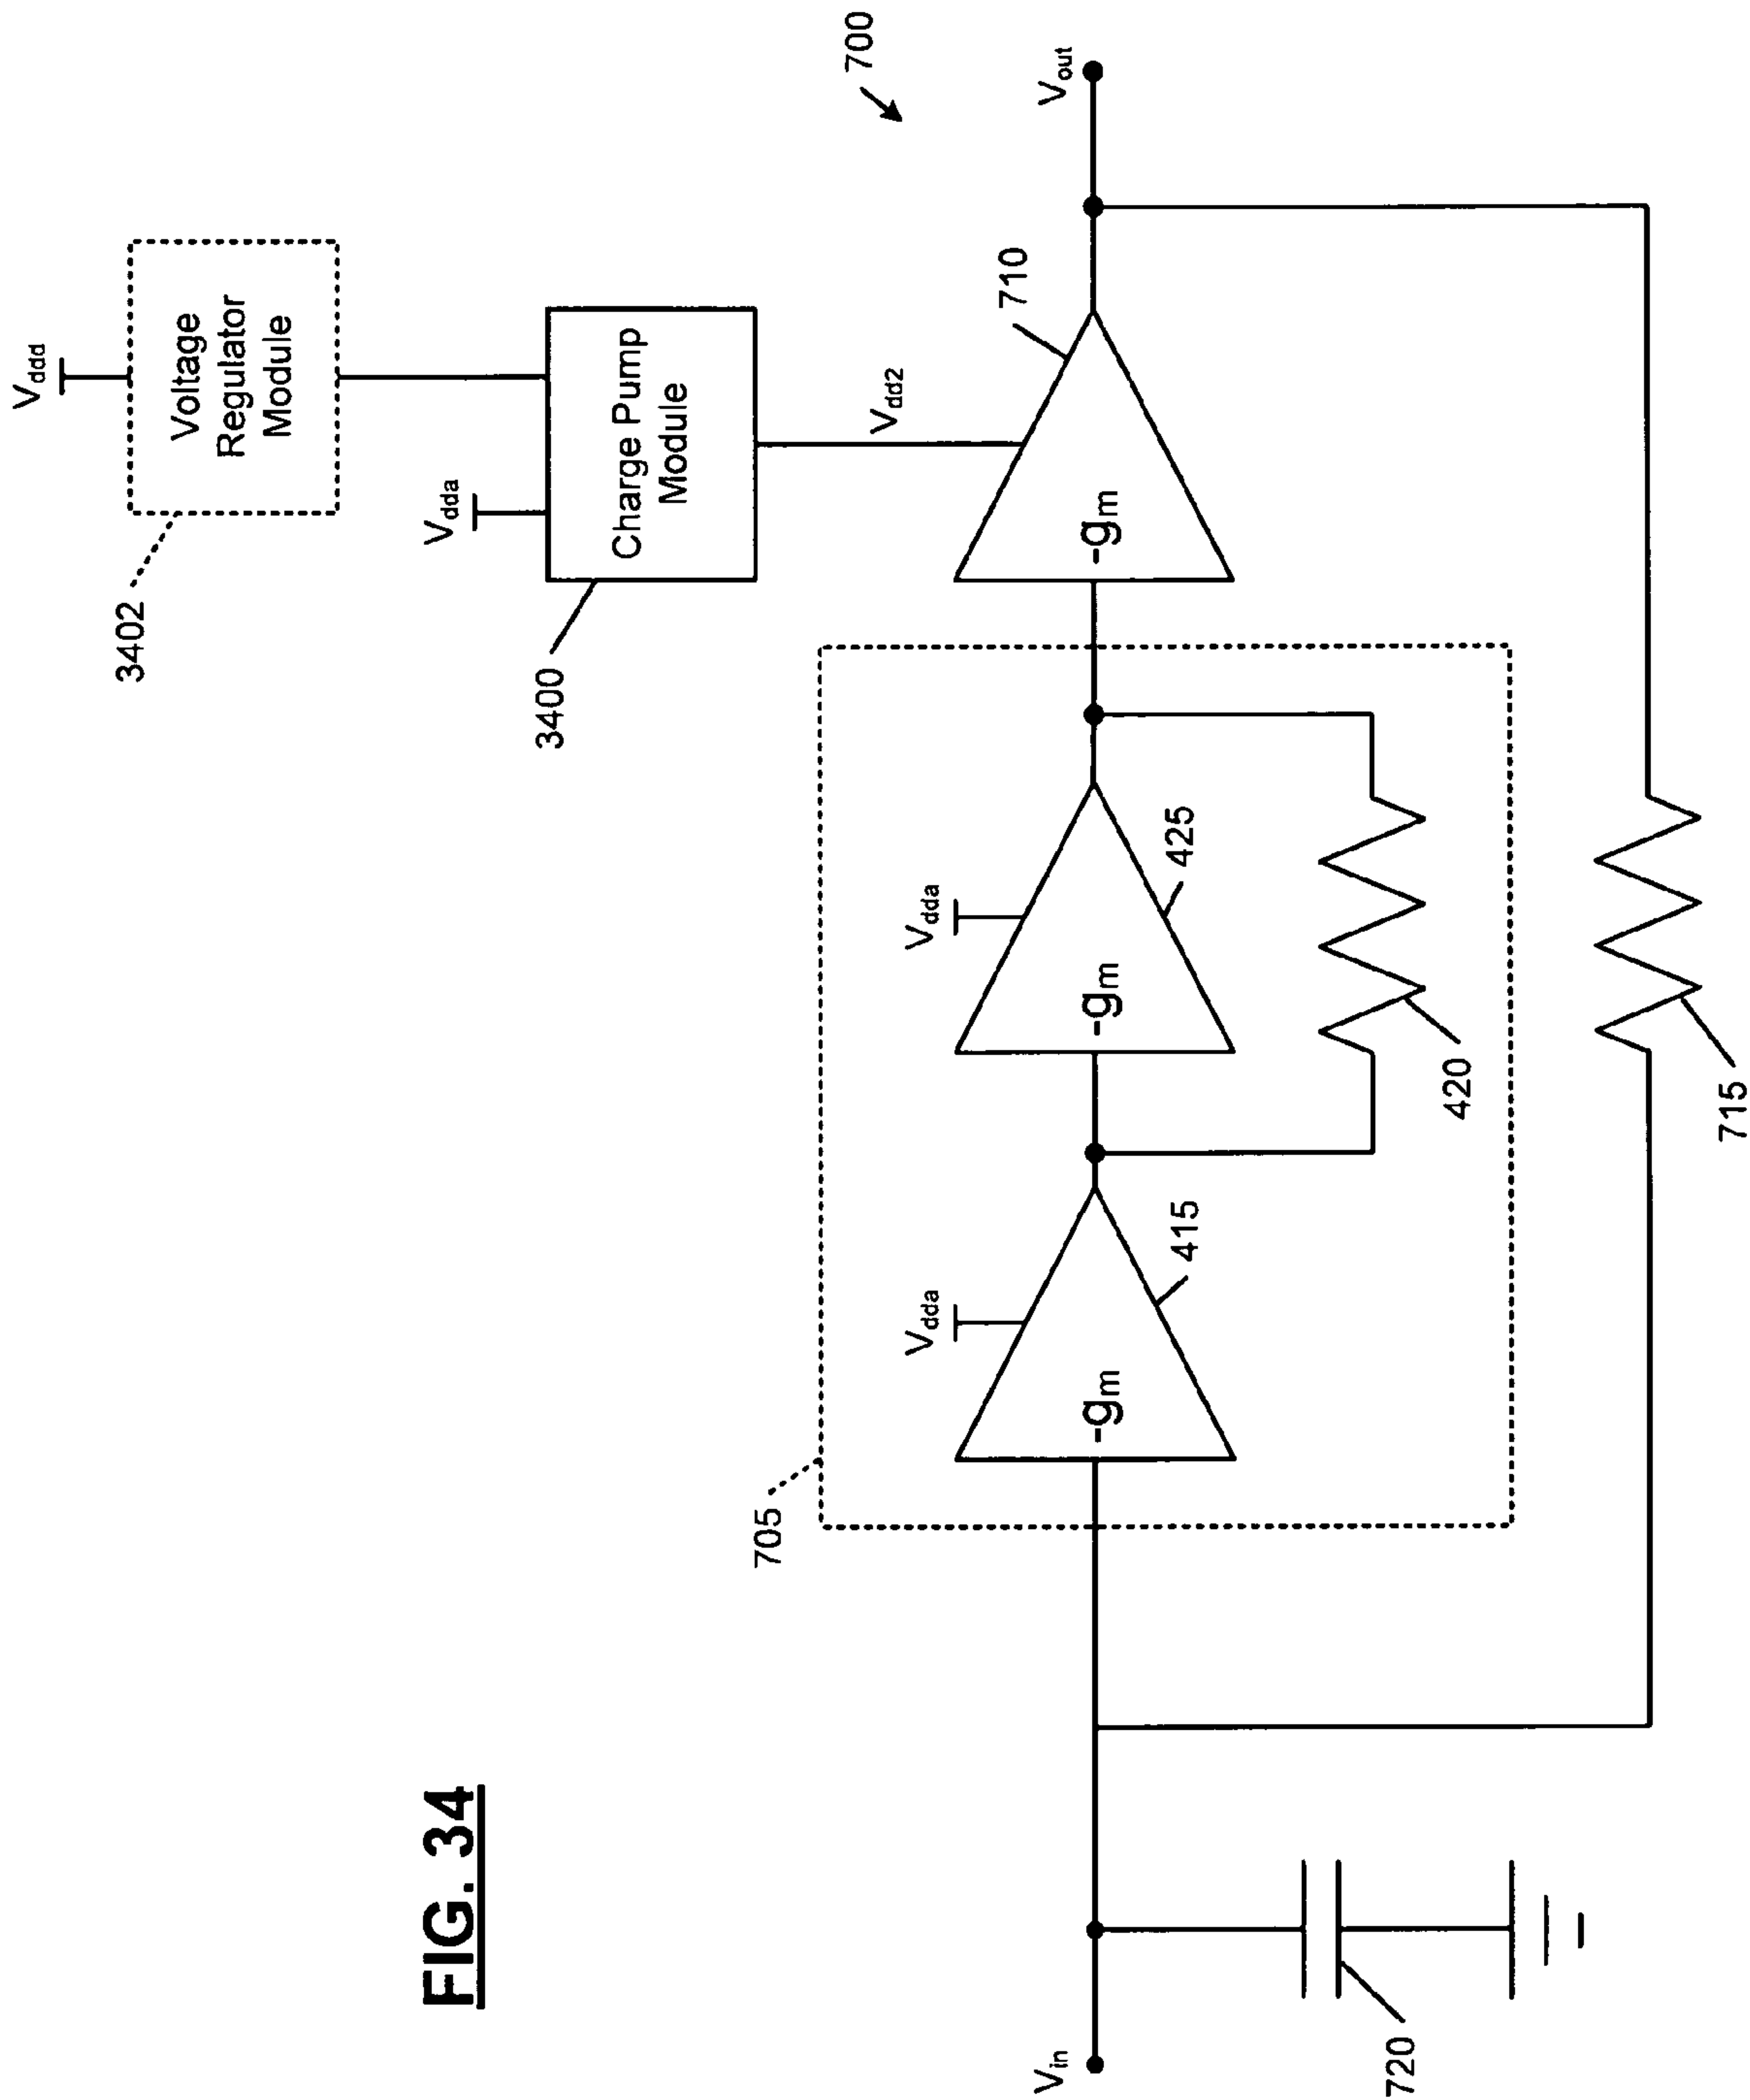 FIG. 34
Vddd
Voltage
Regulator
Module
3402
Vdda
Charge Pump
Module
3400
Vdd2
700
705
Vin
720
-gm
Vdda
415
-gm
Vdda
425
420
-gm
710
Vout
715